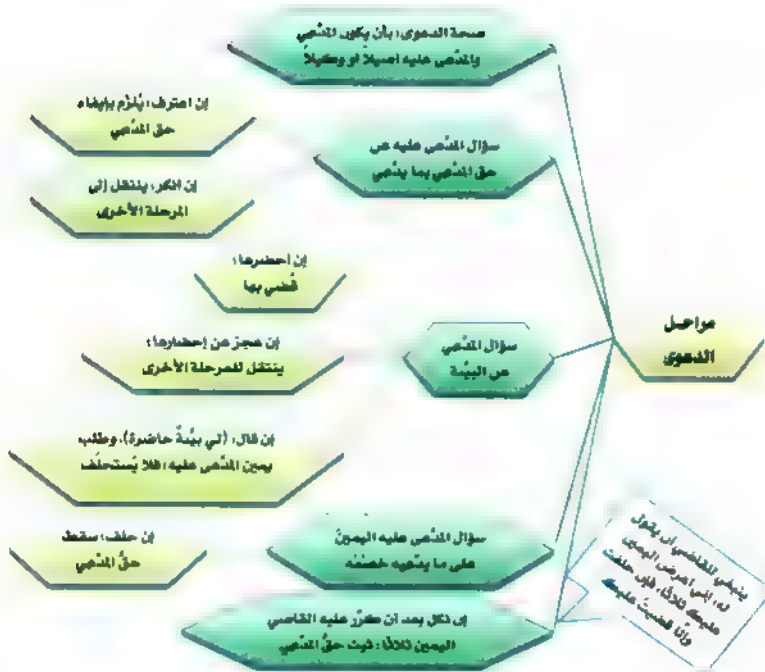 مراحل
الدعوى
صحة الدعوى: بأن يكون المدّعي
والمدّعى عليه أصيلاً أو وكيلاً
سؤال المدّعى عليه عن
حق المدّعي بما يدّعي
إن اعترف: يُلزَم بإيفاء
حق المدّعي
إن أنكر: ينتقل إلى
المرحلة الأخرى
سؤال المدّعي
عن البيّنة
إن أحضرها:
قُضي بها
إن عجز عن إحضارها:
ينتقل للمرحلة الأخرى
إن قال: (لي بيّنةٌ حاضرة)، وطلب
يمين المدّعى عليه: فلا يُستحلَف
سؤال المدّعى عليه اليمينَ
على ما يدّعيه خصمُه
إن حلف: سقط
حقُّ المدّعي
إن نكل بعد أن كرّر عليه القاضي
اليمين ثلاثًا: ثبت حقُّ المدّعي
ينبغي للقاضي أن يقول
له: إني أعرض اليمين
عليك ثلاثًا، فإن حلفت
وإلا قضيتُ عليك